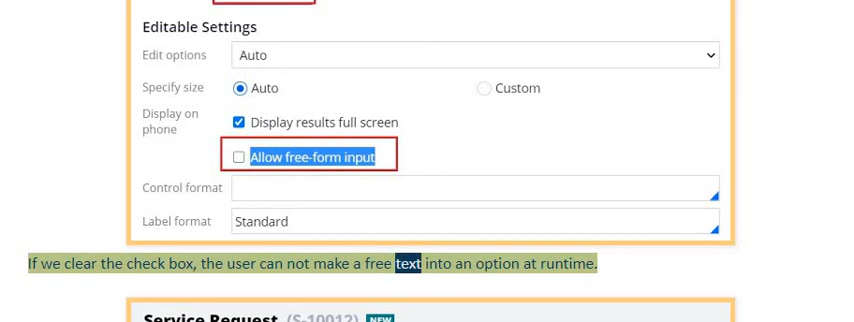 Editable Settings
Edit options Auto
Specify size Auto Custom
Display on
phone
Display results full screen
Allow free-form input
Control format
Label format Standard
If we clear the check box, the user can not make a free text into an option at runtime.
Service Request (S-10012) NEW